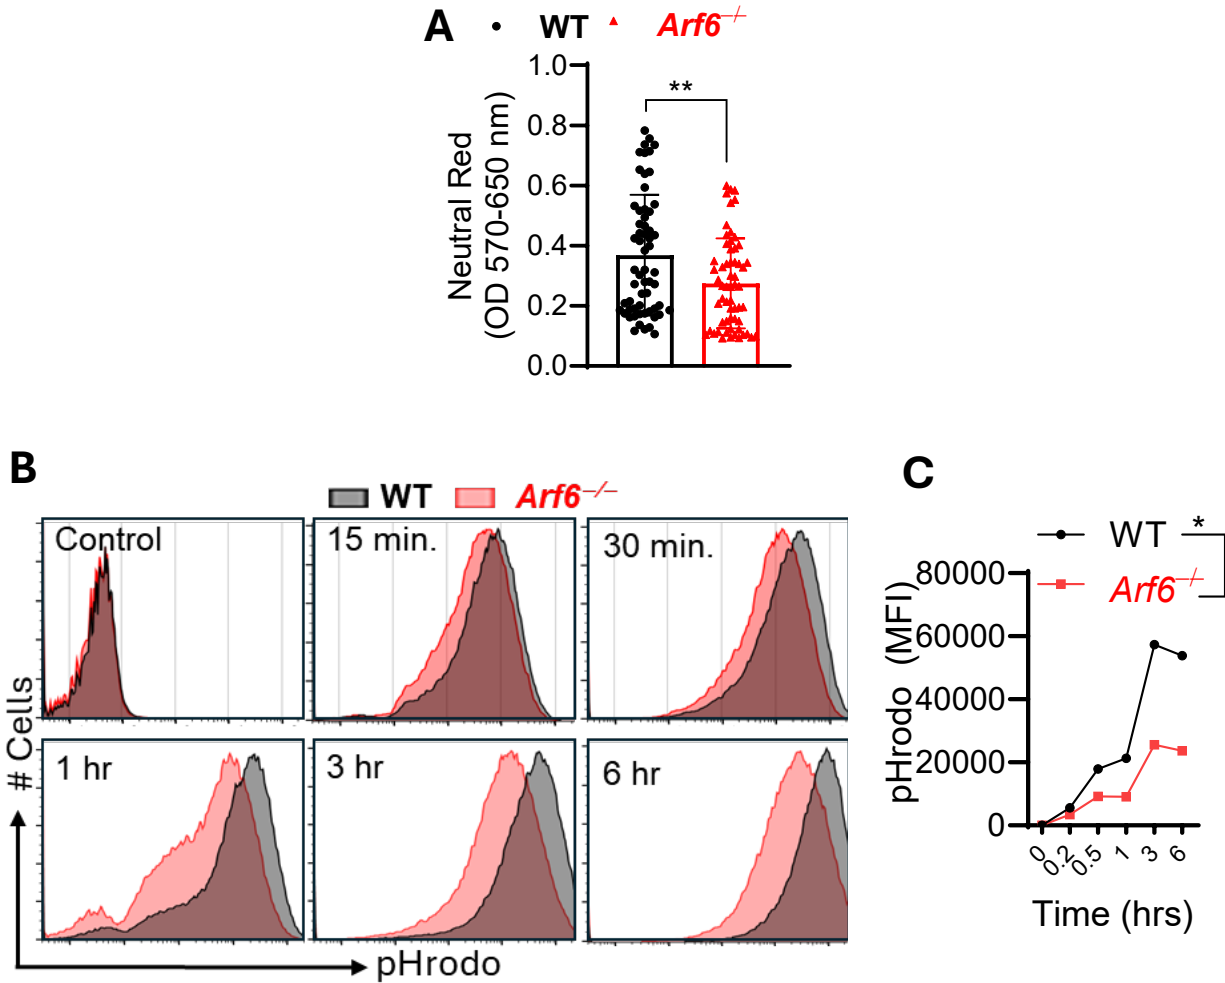 A WT Arf6–/–
Neutral Red
(OD 570-650 nm)
1.0
0.8
0.6
0.4
0.2
0.0
**
B
WT Arf6–/–
Control
15 min.
30 min.
1 hr
3 hr
6 hr
# Cells
pHrodo
C
WT *
Arf6–/–
pHrodo (MFI)
80000
60000
40000
20000
0
0 0.2 0.5 1 3 6
Time (hrs)